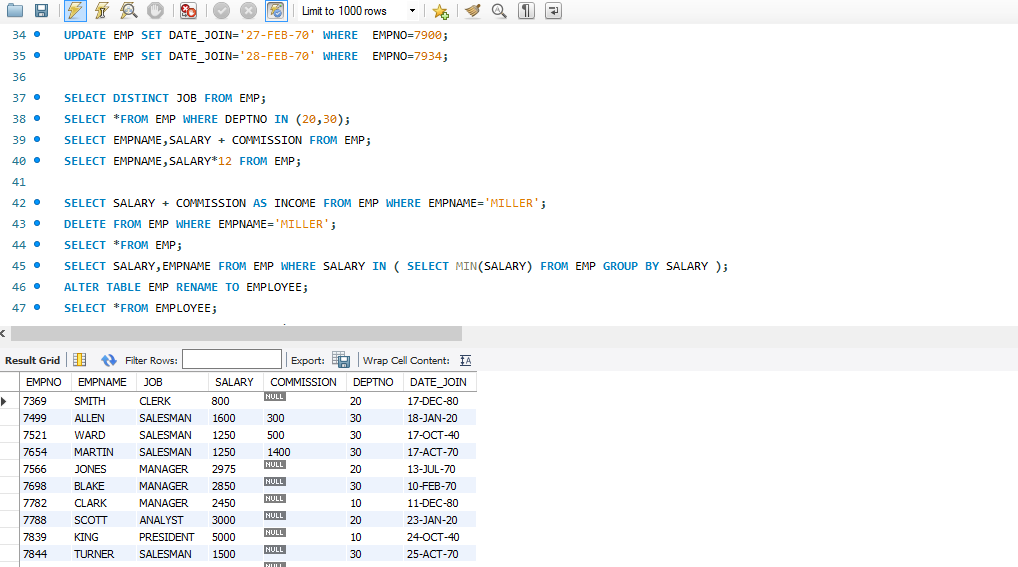 Limit to 1000 rows
34 UPDATE EMP SET DATE_JOIN='27-FEB-70' WHERE EMPNO=7900;
35 UPDATE EMP SET DATE_JOIN='28-FEB-70' WHERE EMPNO=7934;
36
37 SELECT DISTINCT JOB FROM EMP;
38 SELECT *FROM EMP WHERE DEPTNO IN (20,30);
39 SELECT EMPNAME,SALARY + COMMISSION FROM EMP;
40 SELECT EMPNAME,SALARY*12 FROM EMP;
41
42 SELECT SALARY + COMMISSION AS INCOME FROM EMP WHERE EMPNAME='MILLER';
43 DELETE FROM EMP WHERE EMPNAME='MILLER';
44 SELECT *FROM EMP;
45 SELECT SALARY,EMPNAME FROM EMP WHERE SALARY IN ( SELECT MIN(SALARY) FROM EMP GROUP BY SALARY );
46 ALTER TABLE EMP RENAME TO EMPLOYEE;
47 SELECT *FROM EMPLOYEE;
Result Grid Filter Rows: Export: Wrap Cell Content:
EMPNO EMPNAME JOB SALARY COMMISSION DEPTNO DATE_JOIN
7369 SMITH CLERK 800 NULL 20 17-DEC-80
7499 ALLEN SALESMAN 1600 300 30 18-JAN-20
7521 WARD SALESMAN 1250 500 30 17-OCT-40
7654 MARTIN SALESMAN 1250 1400 30 17-ACT-70
7566 JONES MANAGER 2975 NULL 20 13-JUL-70
7698 BLAKE MANAGER 2850 NULL 30 10-FEB-70
7782 CLARK MANAGER 2450 NULL 10 11-DEC-80
7788 SCOTT ANALYST 3000 NULL 20 23-JAN-20
7839 KING PRESIDENT 5000 NULL 10 24-OCT-40
7844 TURNER SALESMAN 1500 NULL 30 25-ACT-70
NULL